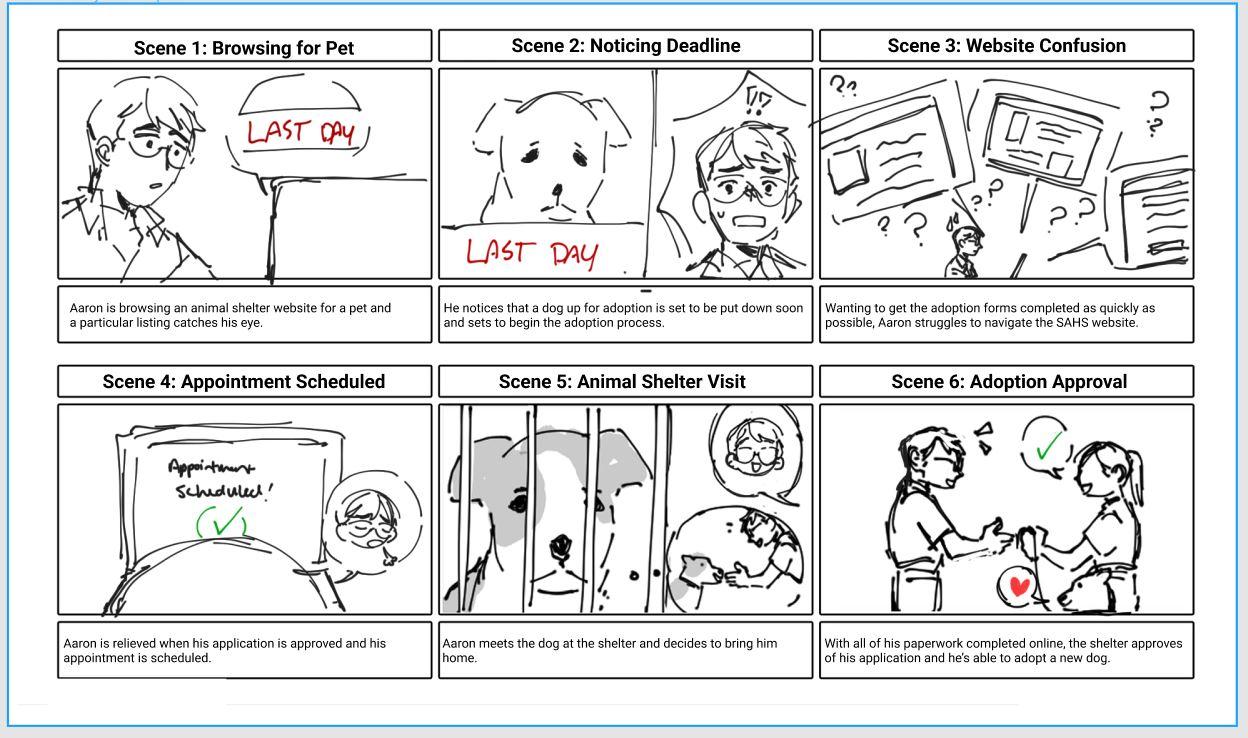 Scene 1: Browsing for Pet
LAST DAY
Aaron is browsing an animal shelter website for a pet and
a particular listing catches his eye.
Scene 2: Noticing Deadline
!!
LAST DAY
He notices that a dog up for adoption is set to be put down soon
and sets to begin the adoption process.
Scene 3: Website Confusion
???
??
??
??
??
Wanting to get the adoption forms completed as quickly as
possible, Aaron struggles to navigate the SAHS website.
Scene 4: Appointment Scheduled
Appointment
Scheduled!
Aaron is relieved when his application is approved and his
appointment is scheduled.
Scene 5: Animal Shelter Visit
Aaron meets the dog at the shelter and decides to bring him
home.
Scene 6: Adoption Approval
With all of his paperwork completed online, the shelter approves
of his application and he's able to adopt a new dog.